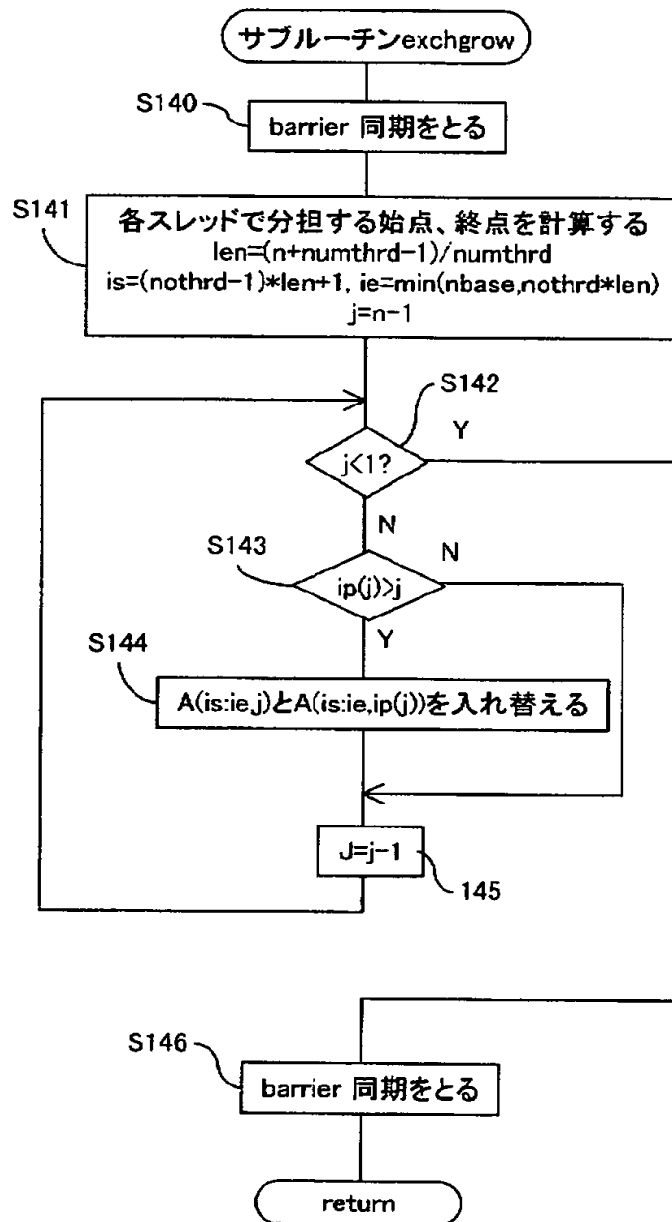 サブルーチンexchgrow
S140
barrier 同期をとる
S141
各スレッドで分担する始点、終点を計算する
len=(n+numthrd-1)/numthrd
is=(nothrd-1)*len+1, ie=min(nbase,nothrd*len)
j=n-1
S142
Y
j<1?
N
S143
N
ip(j)>j
Y
S144
A(is:ie,j)とA(is:ie,ip(j))を入れ替える
J=j-1
145
S146
barrier 同期をとる
return